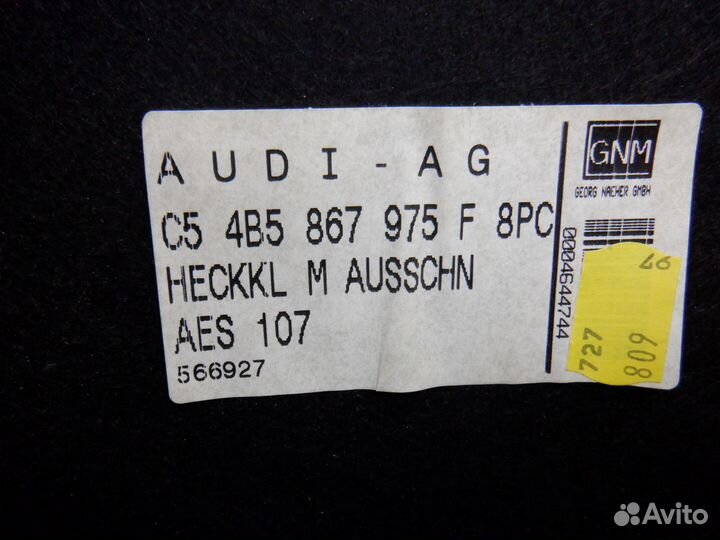 AUDI-AG
C5 4B5 867 975 F 8PC
HECKKL M AUSSCHN
AES 107
566927
GNM
GEORG NAEHER GMBH
0004644744
97
727
809
Avito